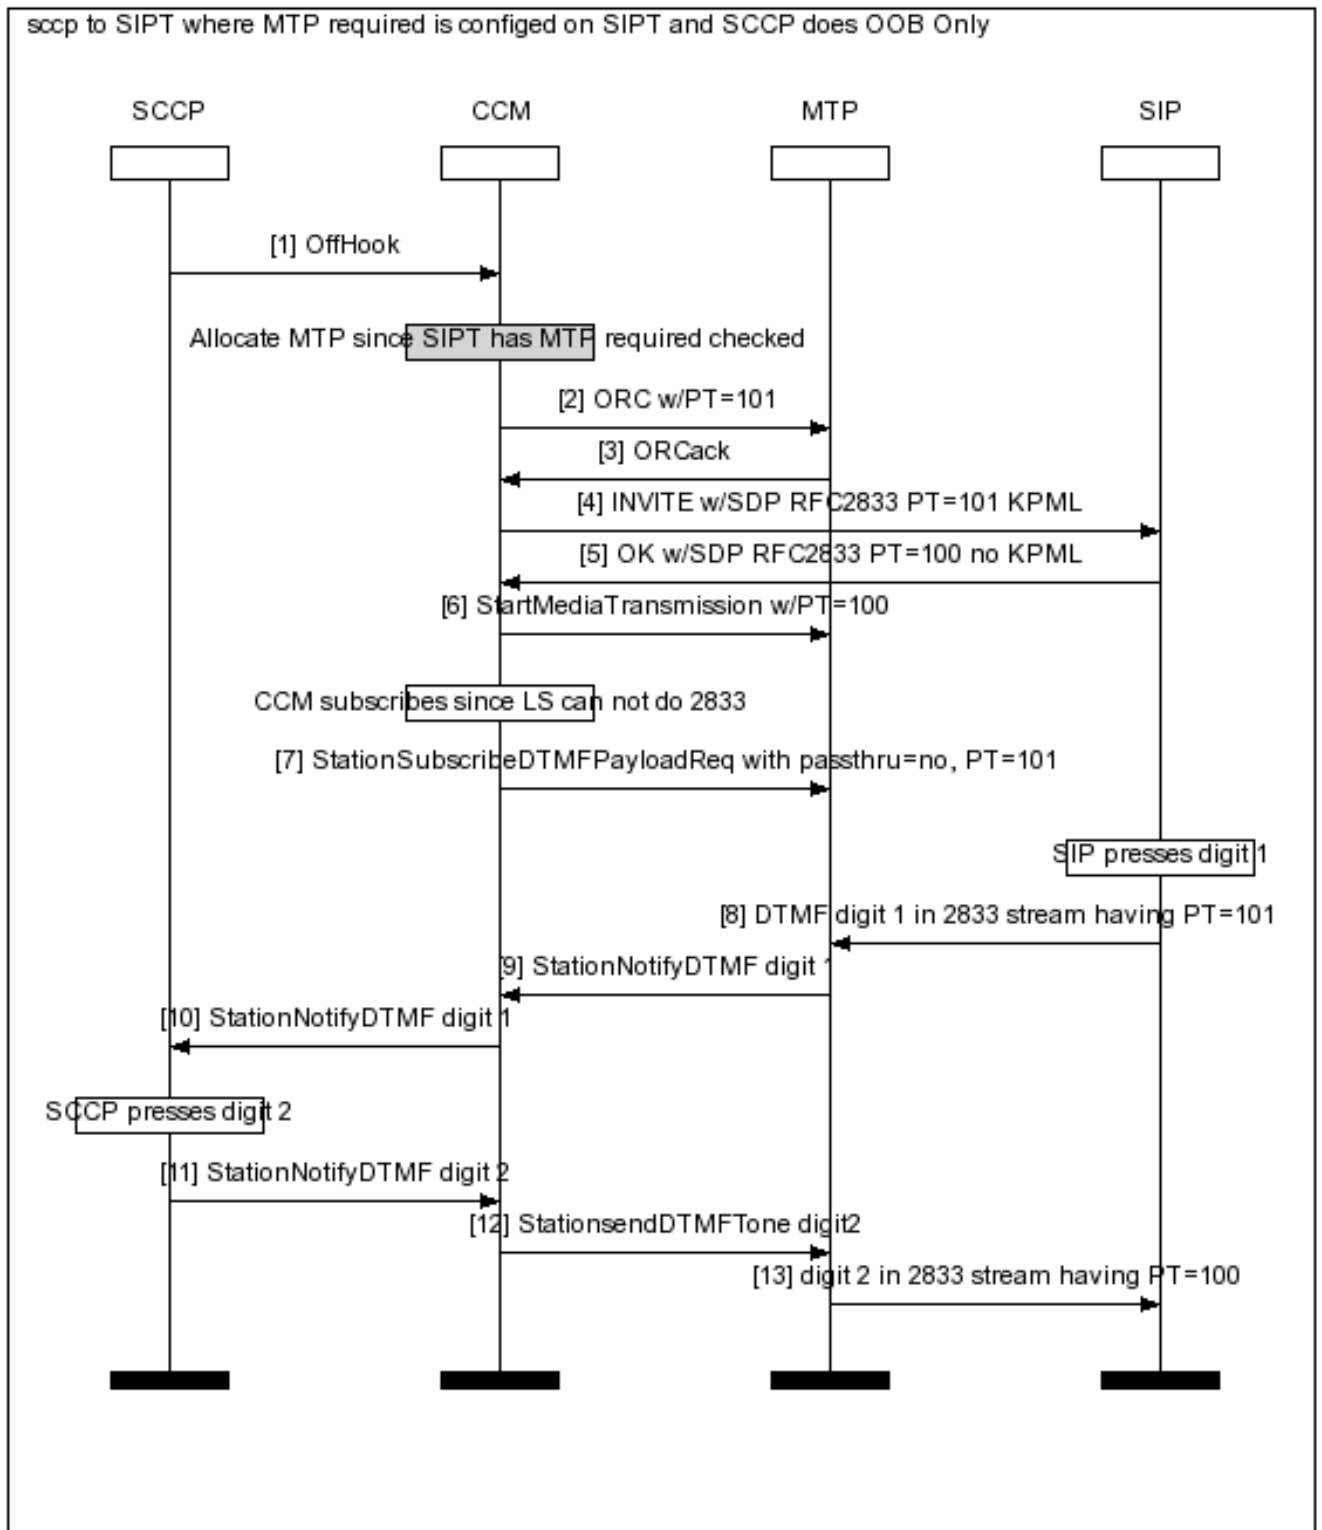 sccp to SIPT where MTP required is configed on SIPT and SCCP does OOB Only
SCCP CCM MTP SIP
[1] OffHook
Allocate MTP since SIPT has MTP required checked
[2] ORC w/PT=101
[3] ORCack
[4] INVITE w/SDP RFC2833 PT=101 KPML
[5] OK w/SDP RFC2833 PT=100 no KPML
[6] StartMediaTransmission w/PT=100
CCM subscribes since LS can not do 2833
[7] StationSubscribeDTMFPayloadReq with passthru=no, PT=101
SIP presses digit 1
[8] DTMF digit 1 in 2833 stream having PT=101
[9] StationNotifyDTMF digit 1
[10] StationNotifyDTMF digit 1
SCCP presses digit 2
[11] StationNotifyDTMF digit 2
[12] StationsendDTMFTone digit2
[13] digit 2 in 2833 stream having PT=100